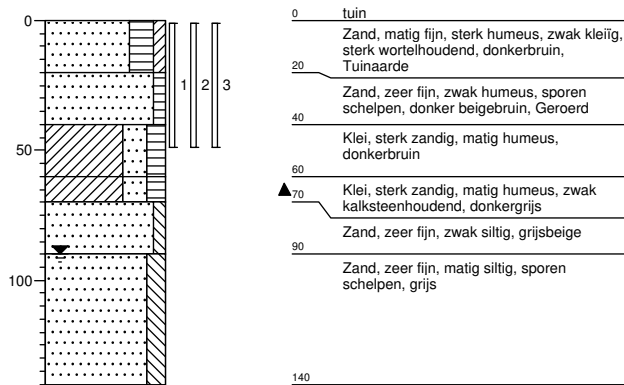 0
50
100
1 2 3
0 tuin
Zand, matig fijn, sterk humeus, zwak kleiïg,
sterk wortelhoudend, donkerbruin,
Tuinaarde
20
Zand, zeer fijn, zwak humeus, sporen
schelpen, donker beigebruin, Geroerd
40
Klei, sterk zandig, matig humeus,
donkerbruin
60
Klei, sterk zandig, matig humeus, zwak
kalksteenhoudend, donkergrijs
70
Zand, zeer fijn, zwak siltig, grijsbeige
90
Zand, zeer fijn, matig siltig, sporen
schelpen, grijs
140